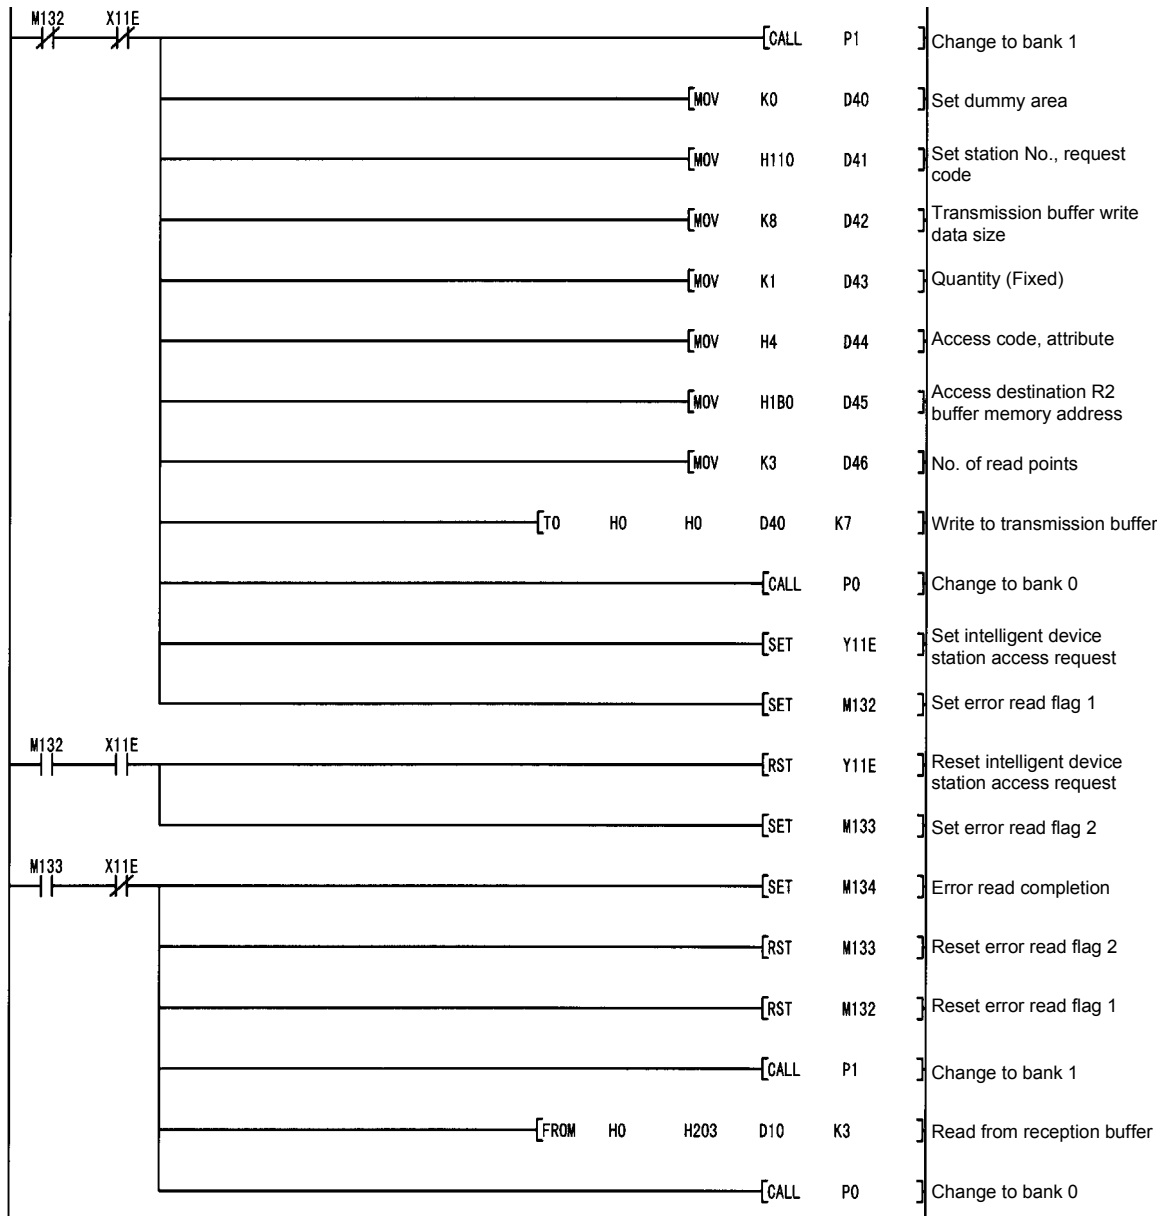 M132 X11E
[CALL P1 ] Change to bank 1
[MOV K0 D40 ] Set dummy area
[MOV H110 D41 ] Set station No., request
code
[MOV K8 D42 ] Transmission buffer write
data size
[MOV K1 D43 ] Quantity (Fixed)
[MOV H4 D44 ] Access code, attribute
[MOV H1B0 D45 ] Access destination R2
buffer memory address
[MOV K3 D46 ] No. of read points
[TO H0 H0 D40 K7 ] Write to transmission buffer
[CALL P0 ] Change to bank 0
[SET Y11E ] Set intelligent device
station access request
[SET M132 ] Set error read flag 1
M132 X11E
[RST Y11E ] Reset intelligent device
station access request
[SET M133 ] Set error read flag 2
M133 X11E
[SET M134 ] Error read completion
[RST M133 ] Reset error read flag 2
[RST M132 ] Reset error read flag 1
[CALL P1 ] Change to bank 1
[FROM H0 H203 D10 K3 ] Read from reception buffer
[CALL P0 ] Change to bank 0